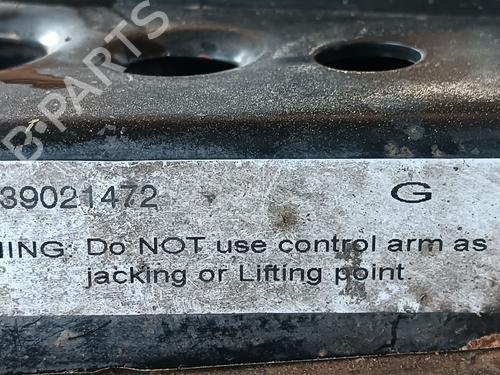 B-PARTS
39021472 G
NING: Do NOT use control arm as
jacking or Lifting point.